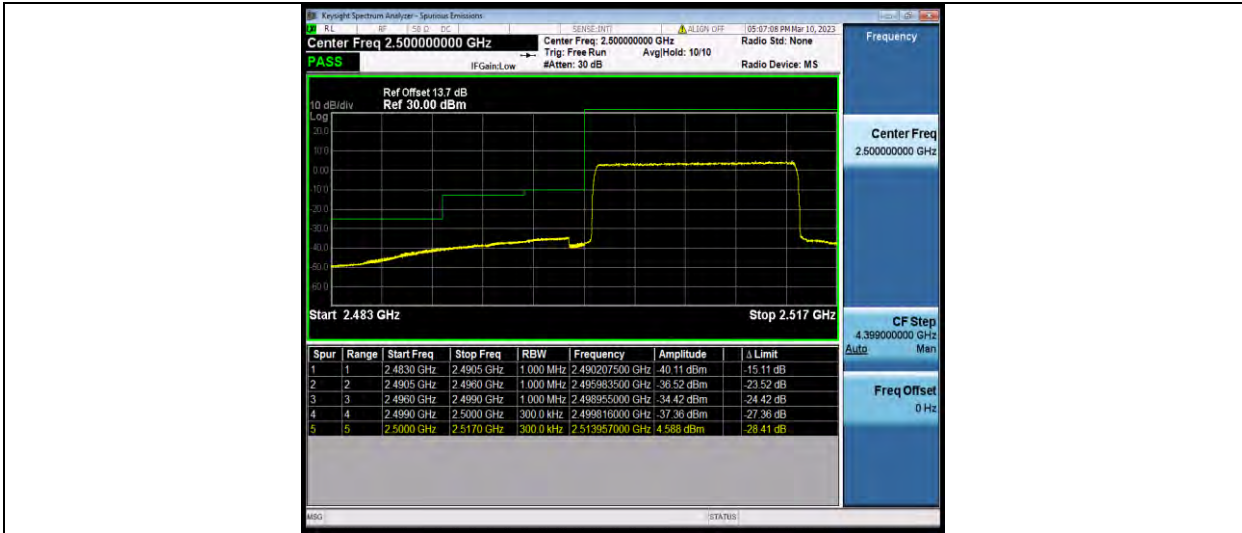 Keysight Spectrum Analyzer - Spurious Emissions
RL RF 50 Ω DC SENSE:INT ALIGN OFF 05:07:08 PM Mar 10, 2023
Center Freq 2.500000000 GHz Center Freq: 2.500000000 GHz Radio Std: None Frequency
Trig: Free Run Avg|Hold: 10/10
PASS IFGain:Low #Atten: 30 dB Radio Device: MS
Ref Offset 13.7 dB
10 dB/div Ref 30.00 dBm
Log
20.0
10.0
0.00
-10.0
-20.0
-30.0
-40.0
-50.0
-60.0
Start 2.483 GHz Stop 2.517 GHz
Center Freq
2.500000000 GHz
CF Step
4.399000000 GHz
Auto Man
Freq Offset
0 Hz
Spur Range Start Freq Stop Freq RBW Frequency Amplitude Δ Limit
1 1 2.4830 GHz 2.4905 GHz 1.000 MHz 2.490207500 GHz -40.11 dBm -15.11 dB
2 2 2.4905 GHz 2.4960 GHz 1.000 MHz 2.495983500 GHz -36.52 dBm -23.52 dB
3 3 2.4960 GHz 2.4990 GHz 1.000 MHz 2.498955000 GHz -34.42 dBm -24.42 dB
4 4 2.4990 GHz 2.5000 GHz 300.0 kHz 2.499816000 GHz -37.36 dBm -27.36 dB
5 5 2.5000 GHz 2.5170 GHz 300.0 kHz 2.513957000 GHz 4.588 dBm -28.41 dB
MSG STATUS